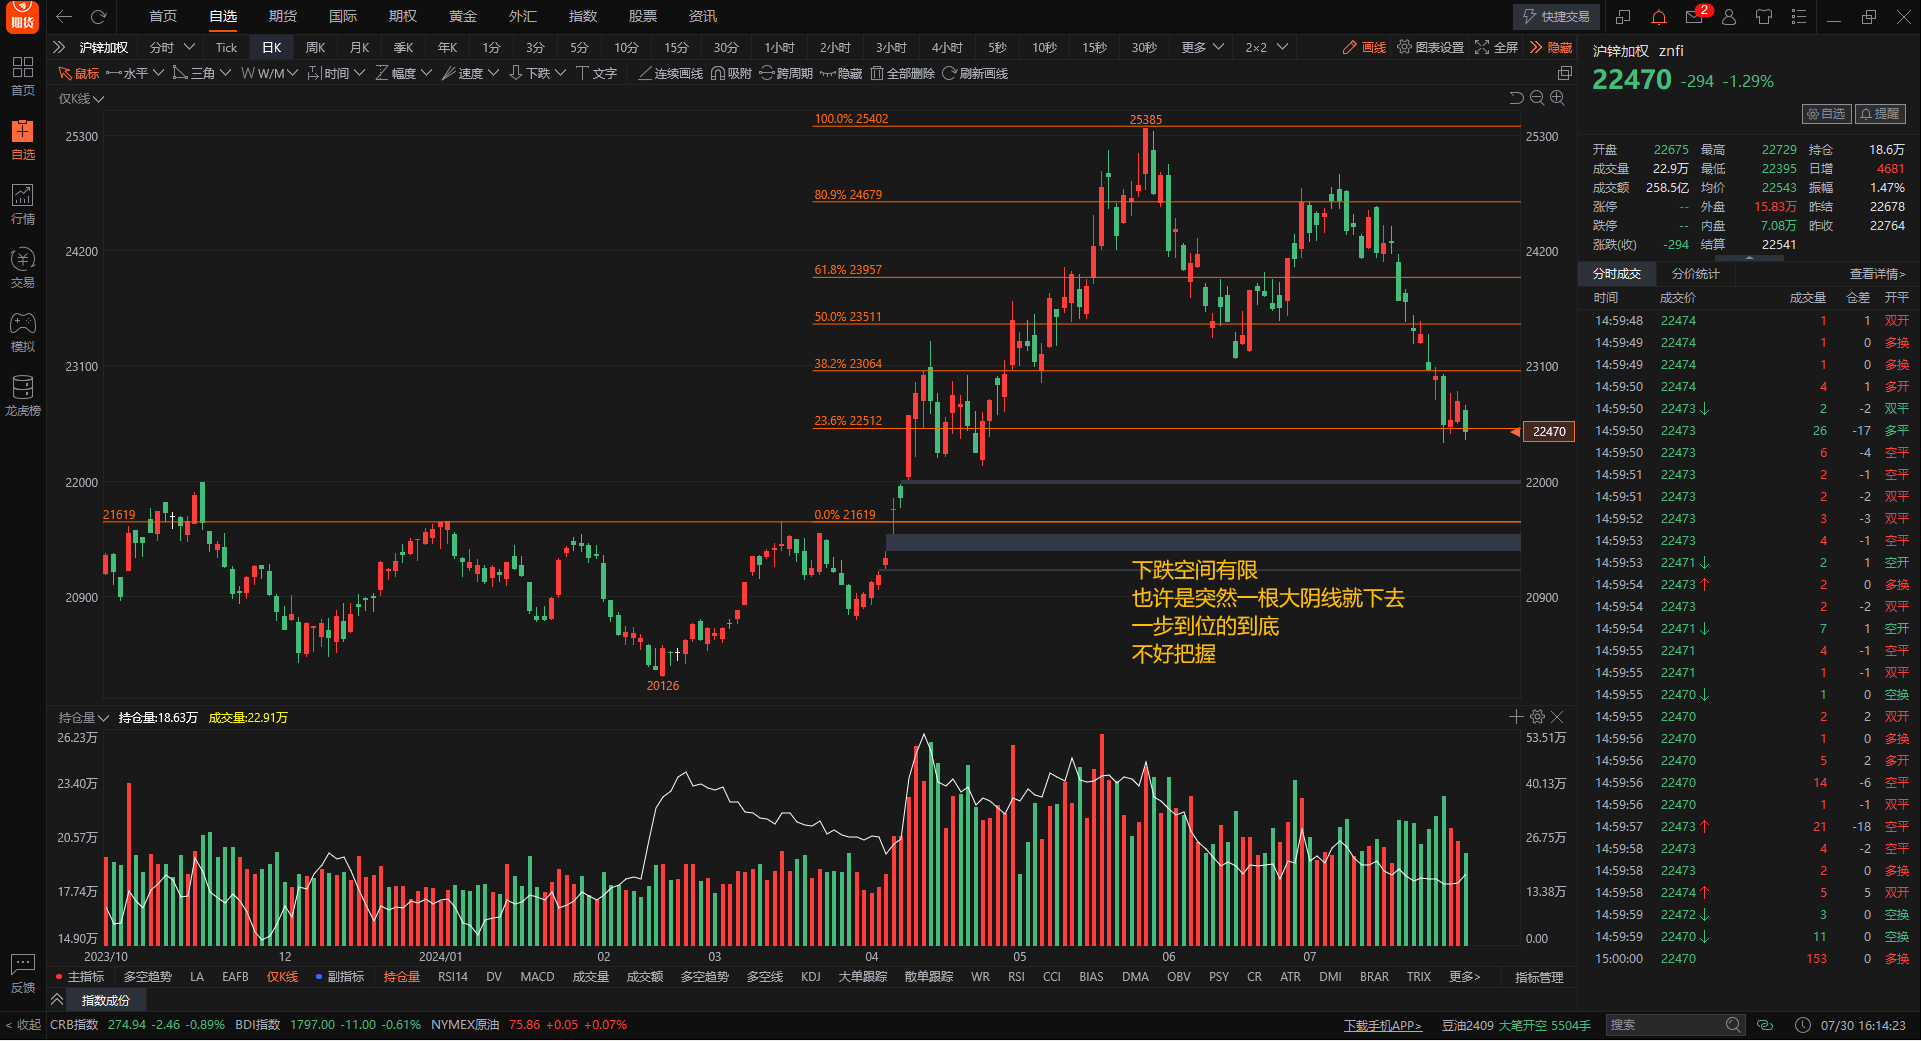 期货
首页 自选 期货 国际 期权 黄金 外汇 指数 股票 资讯
快捷交易 2
沪锌加权 分时 Tick 日K 周K 月K 季K 年K 1分 3分 5分 10分 15分 30分 1小时 2小时 3小时 4小时 5秒 10秒 15秒 30秒 更多 2×2 画线 图表设置 全屏 隐藏
鼠标 水平 三角 W/M 时间 幅度 速度 下跌 文字 连续画线 吸附 跨周期 隐藏 全部删除 刷新画线
首页
自选
行情
交易
模拟
龙虎榜
反馈
< 收起
仅K线
25300
24200
23100
22000
20900
100.0% 25402
80.9% 24679
61.8% 23957
50.0% 23511
38.2% 23064
23.6% 22512
0.0% 21619
21619
25385
20126
25300
24200
23100
22470
22000
20900
下跌空间有限
也许是突然一根大阴线就下去
一步到位的到底
不好把握
持仓量 持仓量:18.63万 成交量:22.91万
26.23万
23.40万
20.57万
17.74万
14.90万
53.51万
40.13万
26.75万
13.38万
0.00
2023/10 12 2024/01 02 03 04 05 06 07
主指标 多空趋势 LA EAFB 仅K线 副指标 持仓量 RSI14 DV MACD 成交量 成交额 多空趋势 多空线 KDJ 大单跟踪 散单跟踪 WR RSI CCI BIAS DMA OBV PSY CR ATR DMI BRAR TRIX 更多> 指标管理
指数成份
沪锌加权 znfi
22470 -294 -1.29%
自选 提醒
开盘 22675 最高 22729 持仓 18.6万
成交量 22.9万 最低 22395 日增 4681
成交额 258.5亿 均价 22543 振幅 1.47%
涨停 -- 外盘 15.83万 昨结 22678
跌停 -- 内盘 7.08万 昨收 22764
涨跌(收) -294 结算 22541
分时成交 分价统计 查看详情>
时间 成交价 成交量 仓差 开平
14:59:48 22474 1 1 双开
14:59:49 22474 1 0 多换
14:59:49 22474 1 0 多换
14:59:50 22474 4 1 多开
14:59:50 22473↓ 2 -2 双平
14:59:50 22473 26 -17 多平
14:59:50 22473 6 -4 空平
14:59:51 22473 2 -1 空平
14:59:51 22473 2 -2 双平
14:59:52 22473 3 -3 双平
14:59:53 22473 4 -1 空平
14:59:53 22471↓ 2 1 空开
14:59:54 22473↑ 2 0 多换
14:59:54 22473 2 -2 双平
14:59:54 22471↓ 7 1 空开
14:59:55 22471 4 -1 空平
14:59:55 22471 1 -1 双平
14:59:55 22470↓ 1 0 空换
14:59:55 22470 2 2 双开
14:59:56 22470 1 0 多换
14:59:56 22470 5 2 多开
14:59:56 22470 14 -6 空平
14:59:56 22470 1 -1 双平
14:59:57 22473↑ 21 -18 空平
14:59:58 22473 4 -2 空平
14:59:58 22473 2 0 多换
14:59:58 22474↑ 5 5 双开
14:59:59 22472↓ 3 0 空换
14:59:59 22470↓ 11 0 空换
15:00:00 22470 153 0 多换
CRB指数 274.94 -2.46 -0.89% BDI指数 1797.00 -11.00 -0.61% NYMEX原油 75.86 +0.05 +0.07% 下载手机APP> 豆油2409 大笔开空 5504手 搜索 07/30 16:14:23